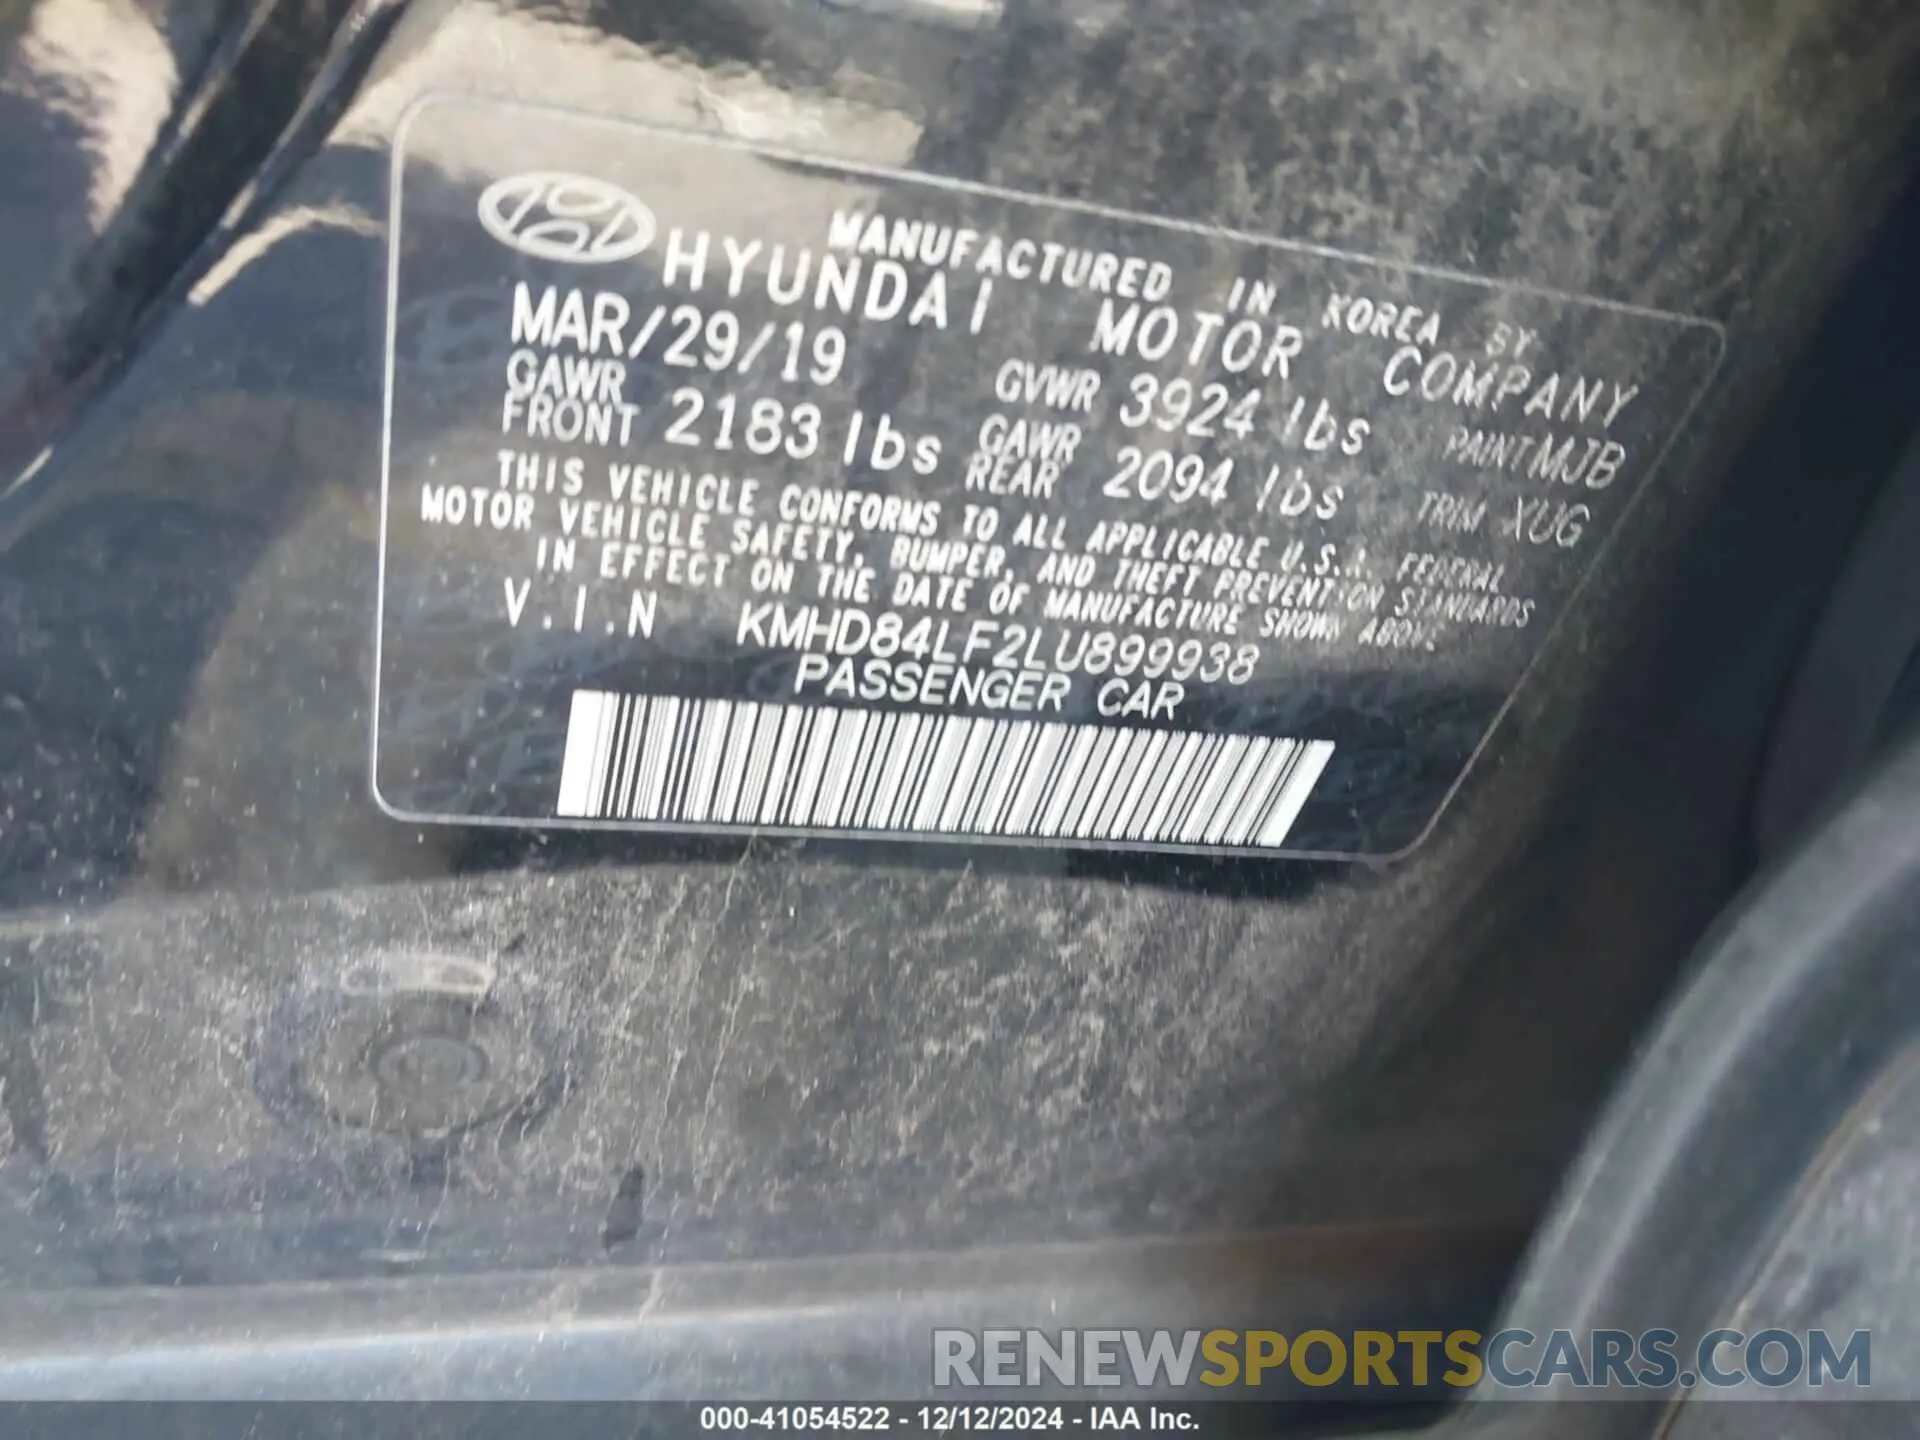 MANUFACTURED IN KOREA BY
HYUNDAI MOTOR COMPANY
MAR/29/19 GVWR 3924 lbs PAINT MJB
GAWR FRONT 2183 lbs GAWR REAR 2094 lbs TRIM XUG
THIS VEHICLE CONFORMS TO ALL APPLICABLE U.S.A. FEDERAL
MOTOR VEHICLE SAFETY, BUMPER, AND THEFT PREVENTION STANDARDS
IN EFFECT ON THE DATE OF MANUFACTURE SHOWN ABOVE.
V.I.N KMHD84LF2LU899938
PASSENGER CAR
RENEWSPORTSCARS.COM
000-41054522 - 12/12/2024 - IAA Inc.